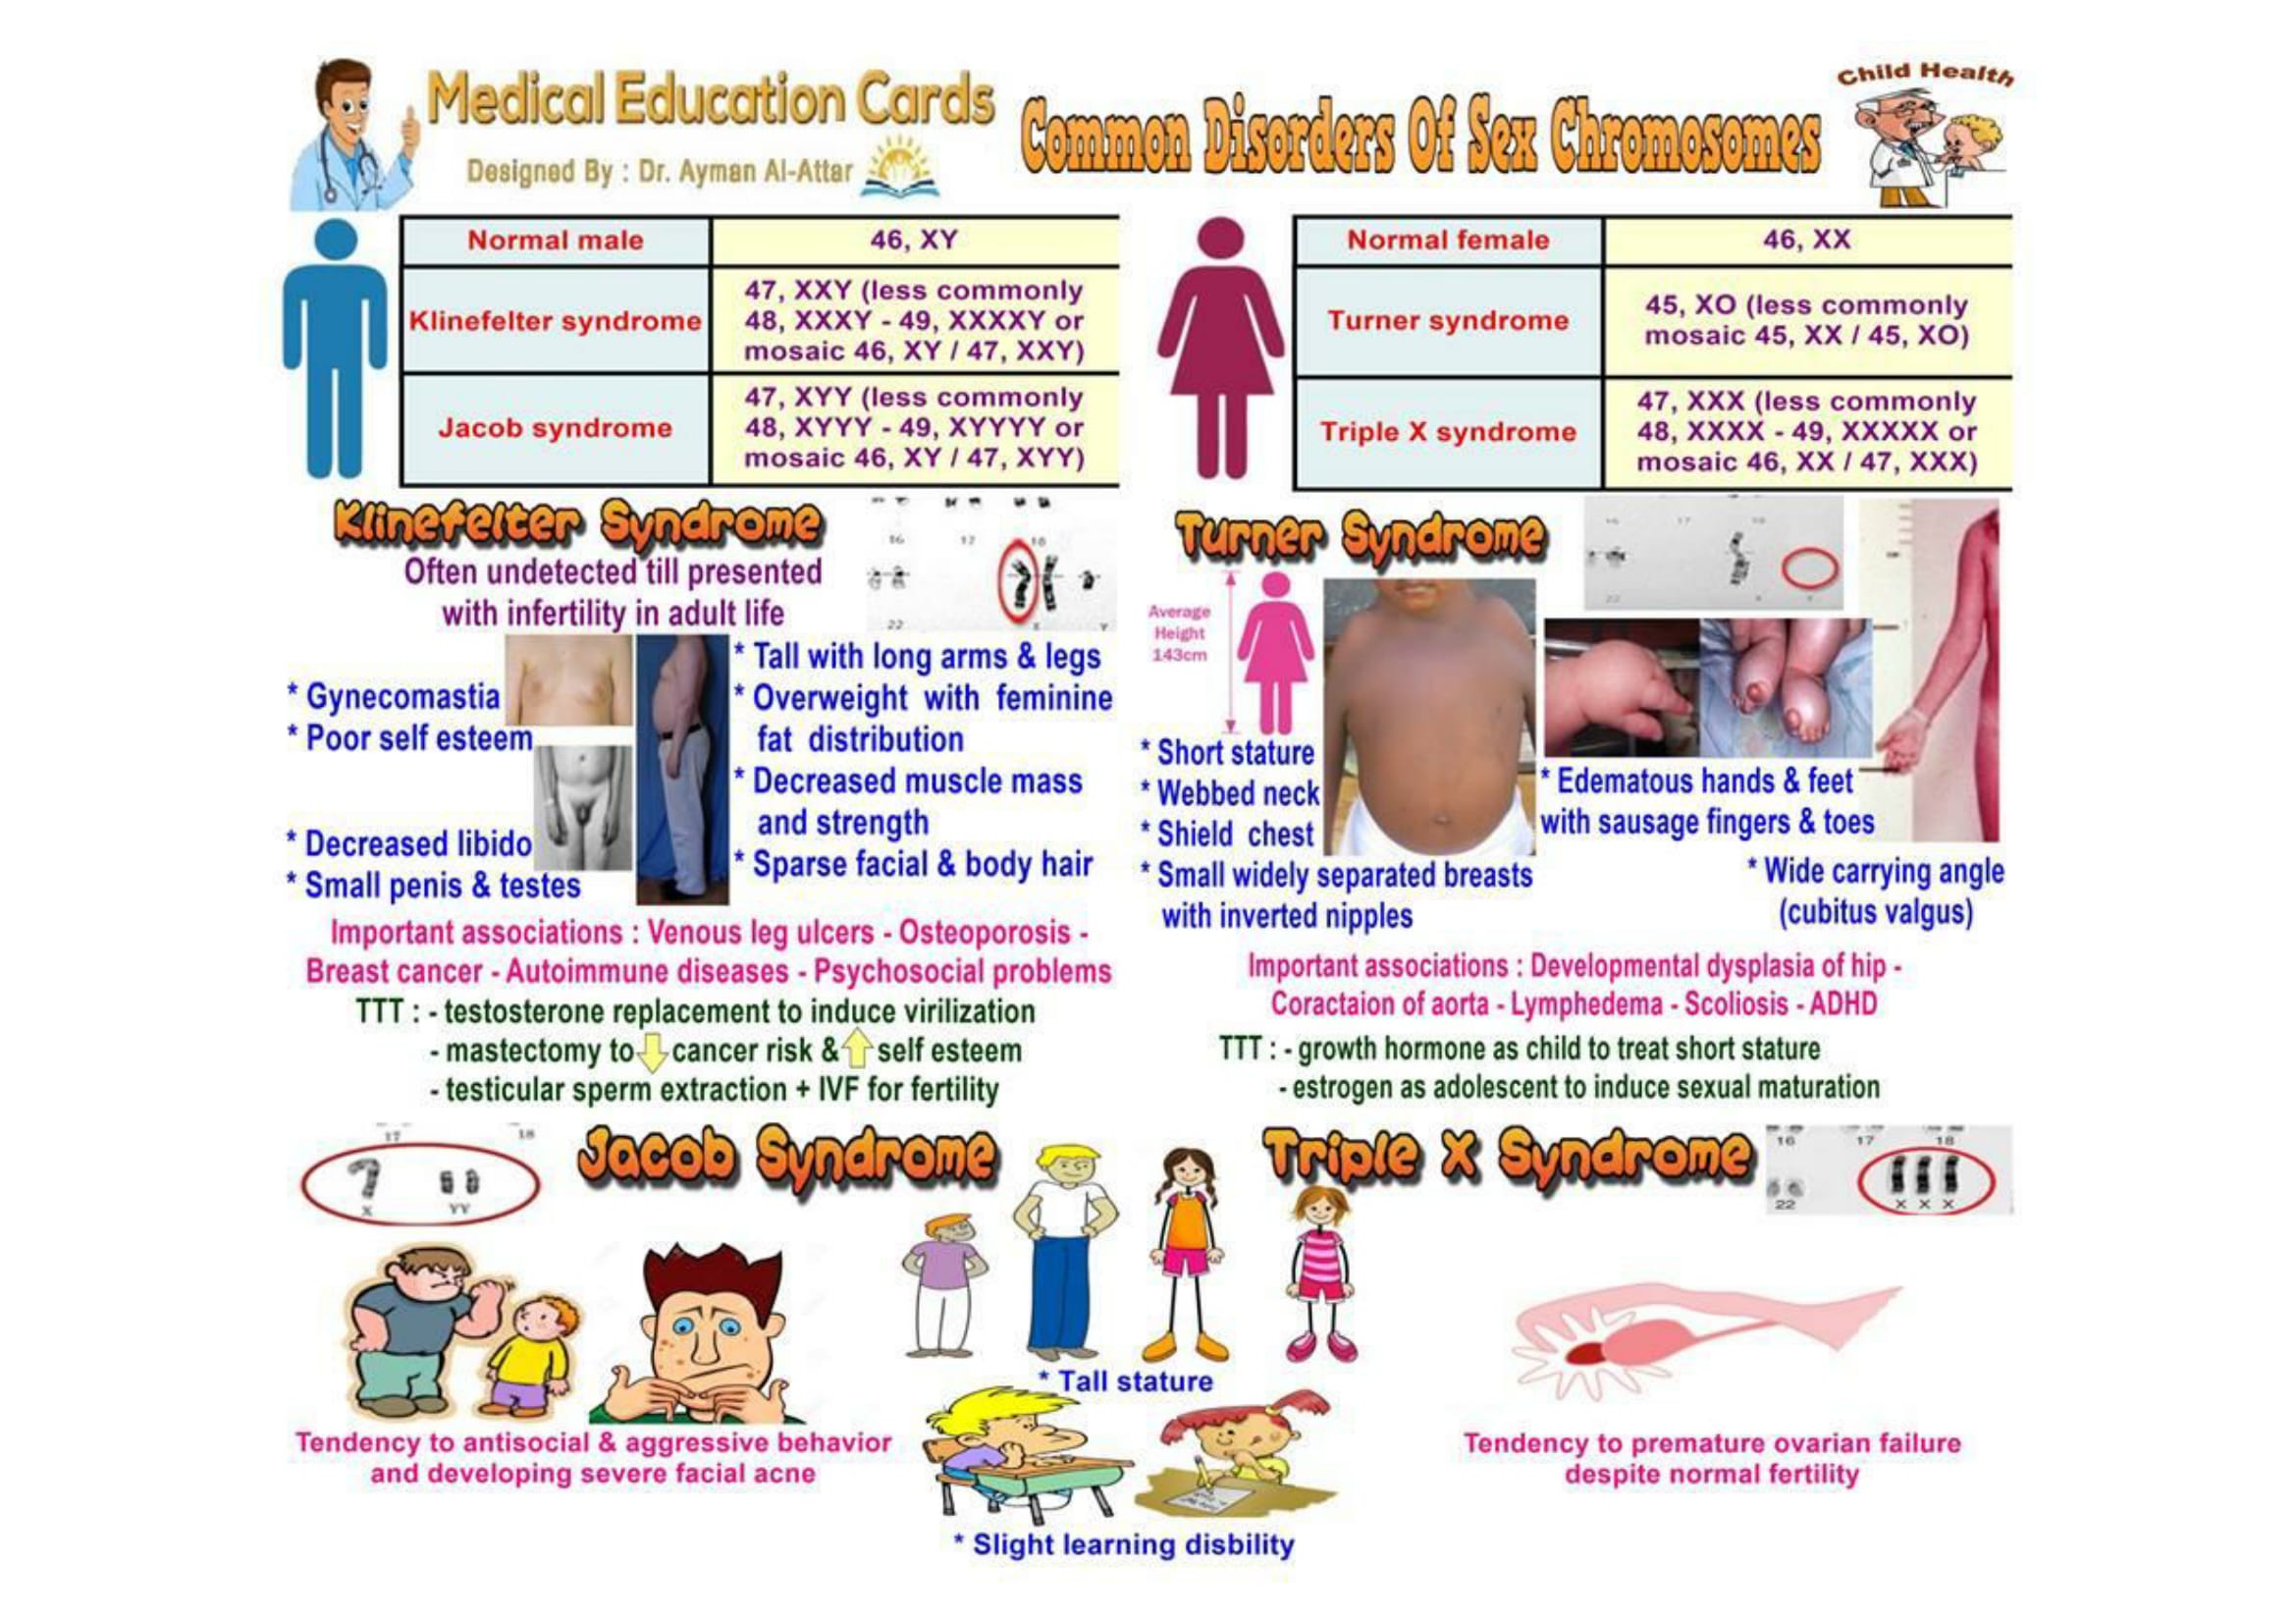 Medical Education Cards
Designed By : Dr. Ayman Al-Attar
Common Disorders Of Sex Chromosomes
Child Health
Normal male
46, XY
Klinefelter syndrome
47, XXY (less commonly
48, XXXY - 49, XXXXY or
mosaic 46, XY / 47, XXY)
Jacob syndrome
47, XYY (less commonly
48, XYYY - 49, XYYYY or
mosaic 46, XY / 47, XYY)
Normal female
46, XX
Turner syndrome
45, XO (less commonly
mosaic 45, XX / 45, XO)
Triple X syndrome
47, XXX (less commonly
48, XXXX - 49, XXXXX or
mosaic 46, XX / 47, XXX)
Klinefelter Syndrome
Often undetected till presented
with infertility in adult life
16 17 18
22 X Y
* Gynecomastia
* Poor self esteem
* Decreased libido
* Small penis & testes
* Tall with long arms & legs
* Overweight with feminine
fat distribution
* Decreased muscle mass
and strength
* Sparse facial & body hair
Important associations : Venous leg ulcers - Osteoporosis -
Breast cancer - Autoimmune diseases - Psychosocial problems
TTT : - testosterone replacement to induce virilization
- mastectomy to cancer risk & self esteem
- testicular sperm extraction + IVF for fertility
Turner Syndrome
Average
Height
143cm
* Short stature
* Webbed neck
* Shield chest
* Small widely separated breasts
with inverted nipples
* Edematous hands & feet
with sausage fingers & toes
* Wide carrying angle
(cubitus valgus)
Important associations : Developmental dysplasia of hip -
Coractaion of aorta - Lymphedema - Scoliosis - ADHD
TTT : - growth hormone as child to treat short stature
- estrogen as adolescent to induce sexual maturation
17 18
X YY
Jacob Syndrome
Tendency to antisocial & aggressive behavior
and developing severe facial acne
* Tall stature
* Slight learning disbility
Triple X Syndrome
16 17 18
22 X X X
Tendency to premature ovarian failure
despite normal fertility